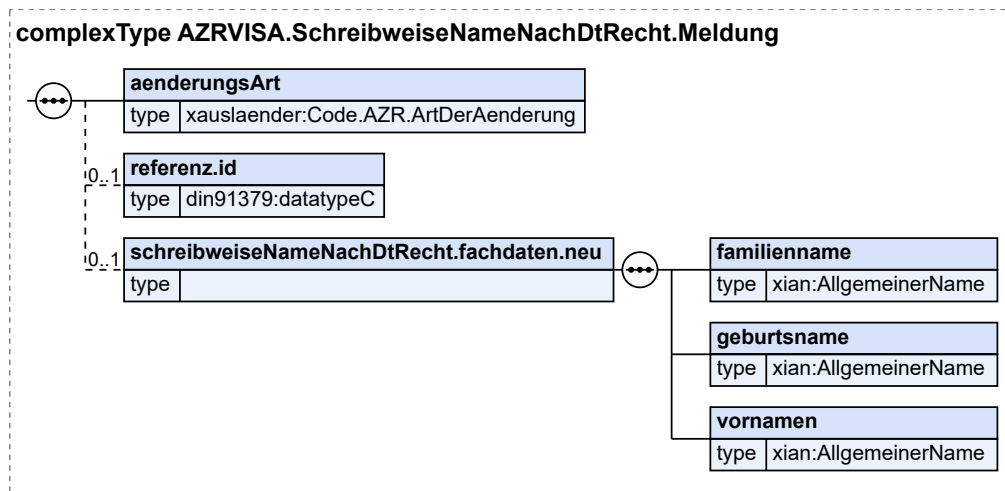 complexType AZRVISA.SchreibweiseNameNachDtRecht.Meldung
aenderungsArt
type xauslaender:Code.AZR.ArtDerAenderung
0..1
referenz.id
type din91379:datatypeC
0..1
schreibweiseNameNachDtRecht.fachdaten.neu
type
familienname
type xian:AllgemeinerName
geburtsname
type xian:AllgemeinerName
vornamen
type xian:AllgemeinerName